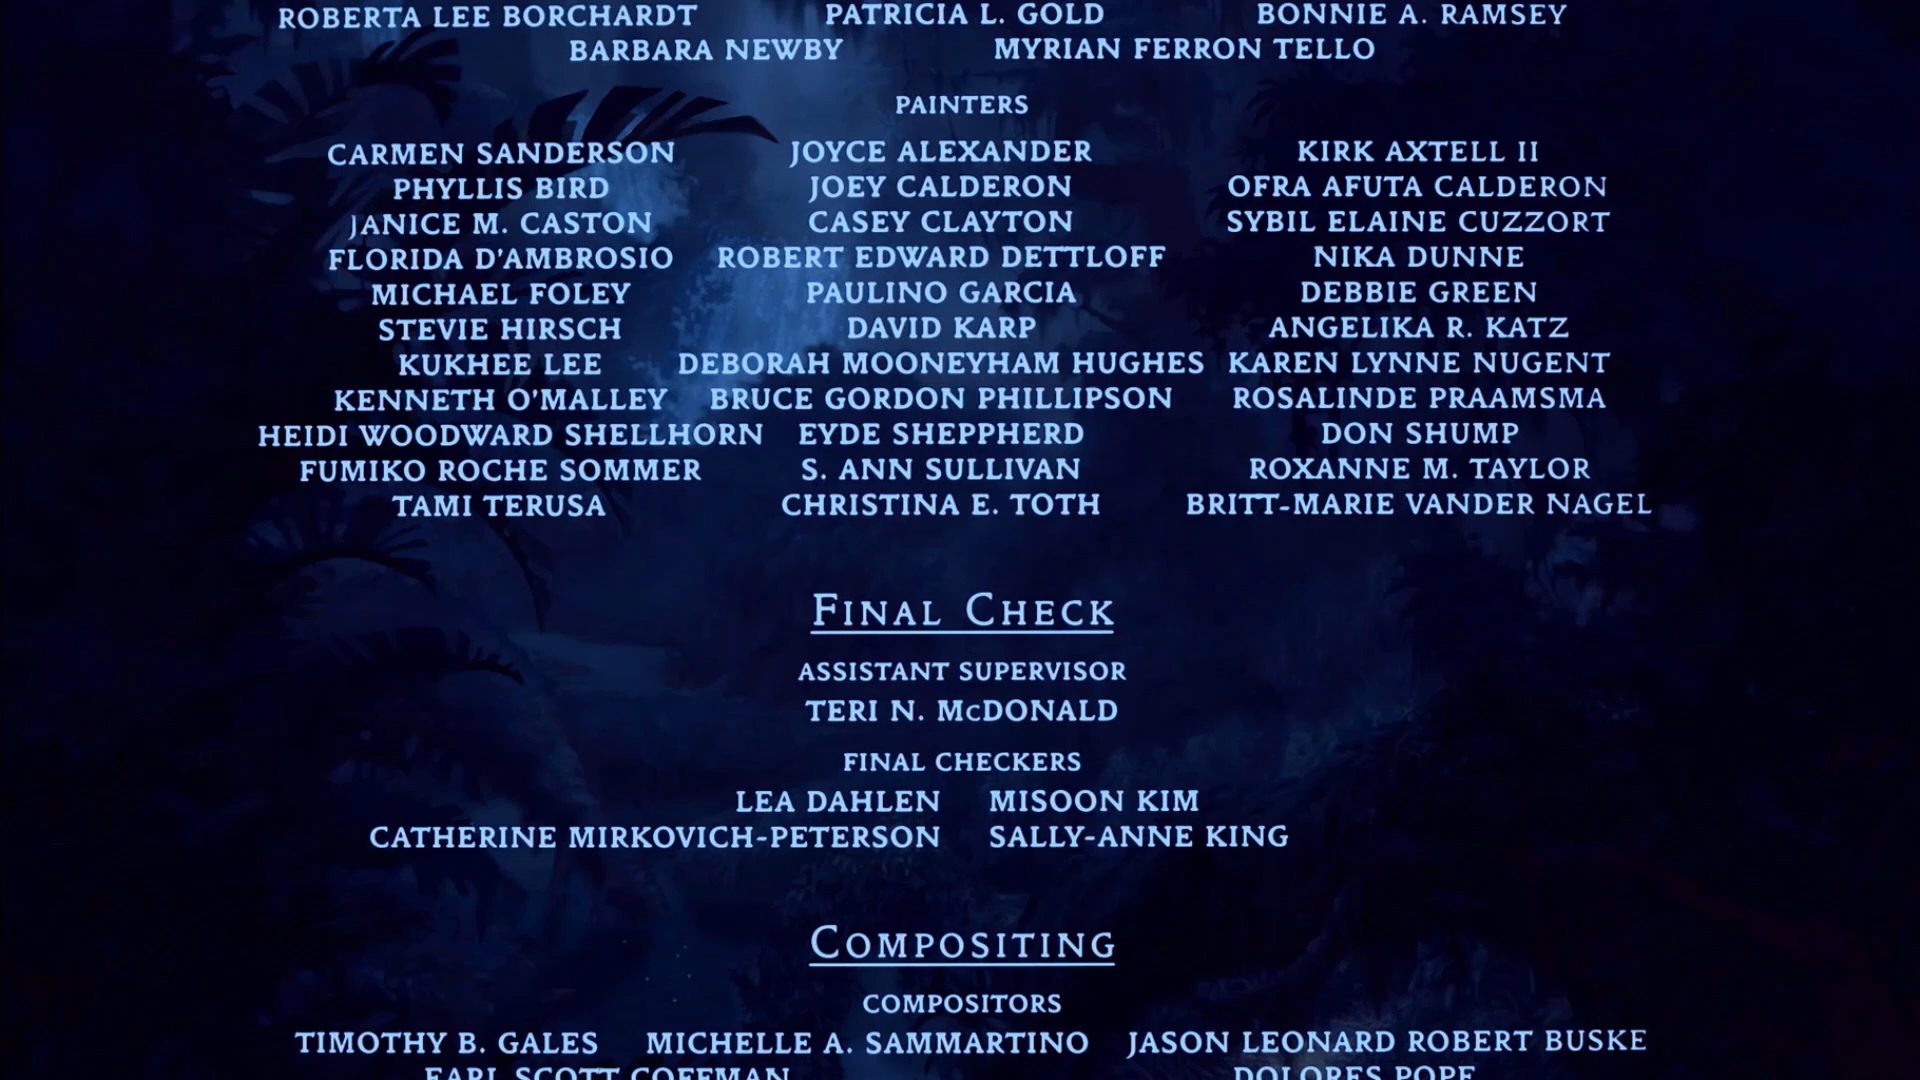 ROBERTA LEE BORCHARDT PATRICIA L. GOLD BONNIE A. RAMSEY
BARBARA NEWBY MYRIAN FERRON TELLO
PAINTERS
CARMEN SANDERSON JOYCE ALEXANDER KIRK AXTELL II
PHYLLIS BIRD JOEY CALDERON OFRA AFUTA CALDERON
JANICE M. CASTON CASEY CLAYTON SYBIL ELAINE CUZZORT
FLORIDA D'AMBROSIO ROBERT EDWARD DETTLOFF NIKA DUNNE
MICHAEL FOLEY PAULINO GARCIA DEBBIE GREEN
STEVIE HIRSCH DAVID KARP ANGELIKA R. KATZ
KUKHEE LEE DEBORAH MOONEYHAM HUGHES KAREN LYNNE NUGENT
KENNETH O'MALLEY BRUCE GORDON PHILLIPSON ROSALINDE PRAAMSMA
HEIDI WOODWARD SHELLHORN EYDE SHEPPHERD DON SHUMP
FUMIKO ROCHE SOMMER S. ANN SULLIVAN ROXANNE M. TAYLOR
TAMI TERUSA CHRISTINA E. TOTH BRITT-MARIE VANDER NAGEL
FINAL CHECK
ASSISTANT SUPERVISOR
TERI N. McDONALD
FINAL CHECKERS
LEA DAHLEN MISOON KIM
CATHERINE MIRKOVICH-PETERSON SALLY-ANNE KING
COMPOSITING
COMPOSITORS
TIMOTHY B. GALES MICHELLE A. SAMMARTINO JASON LEONARD ROBERT BUSKE
EARL SCOTT COFFMAN DOLORES POPE